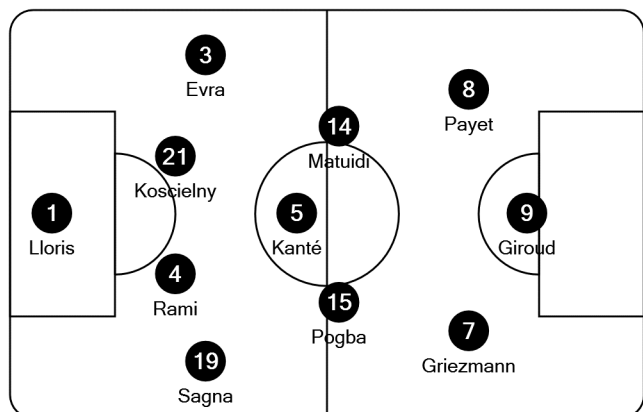 3
Evra
8
Payet
14
Matuidi
21
Koscielny
1
Lloris
5
Kanté
9
Giroud
4
Rami
15
Pogba
7
Griezmann
19
Sagna